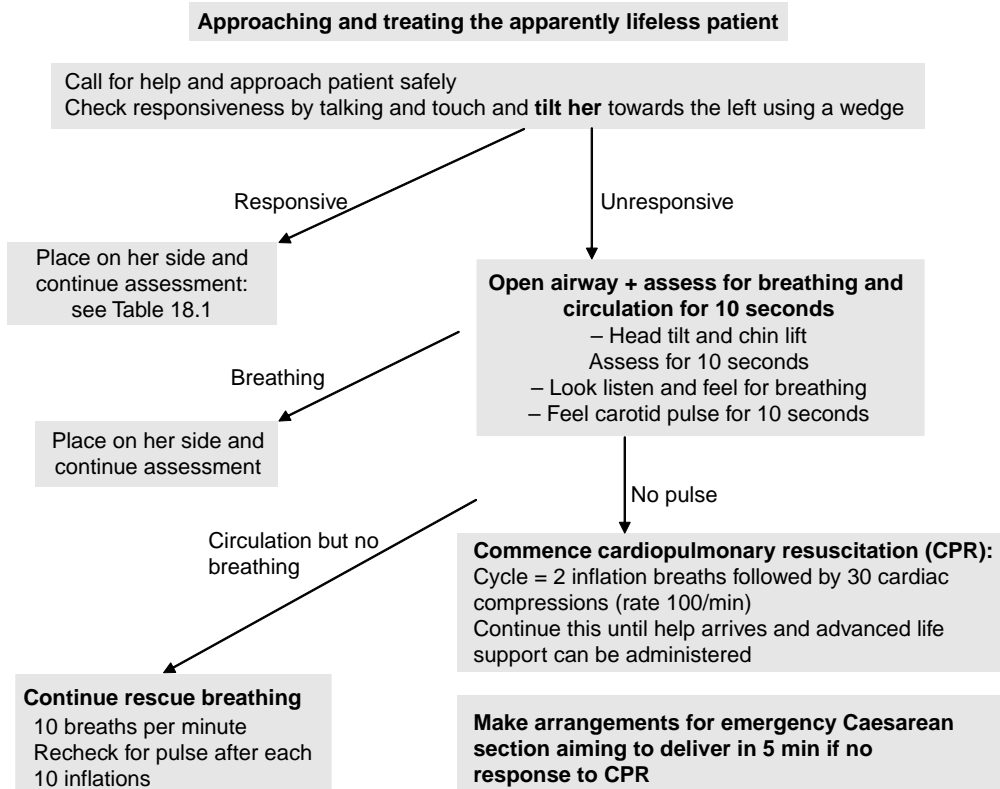 Approaching and treating the apparently lifeless patient
Call for help and approach patient safely
Check responsiveness by talking and touch and tilt her towards the left using a wedge
Responsive
Unresponsive
Place on her side and
continue assessment:
see Table 18.1
Open airway + assess for breathing and
circulation for 10 seconds
– Head tilt and chin lift
Assess for 10 seconds
– Look listen and feel for breathing
– Feel carotid pulse for 10 seconds
Breathing
Place on her side and
continue assessment
No pulse
Circulation but no
breathing
Commence cardiopulmonary resuscitation (CPR):
Cycle = 2 inflation breaths followed by 30 cardiac
compressions (rate 100/min)
Continue this until help arrives and advanced life
support can be administered
Continue rescue breathing
10 breaths per minute
Recheck for pulse after each
10 inflations
Make arrangements for emergency Caesarean
section aiming to deliver in 5 min if no
response to CPR